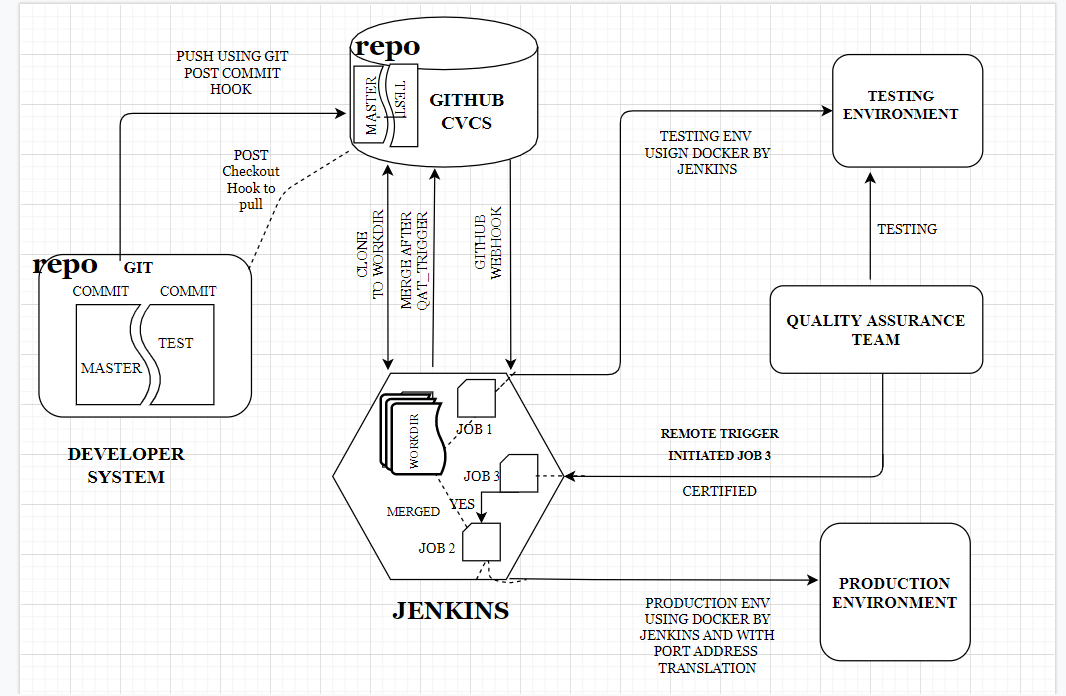 PUSH USING GIT
POST COMMIT
HOOK
repo
MASTER
TEST
GITHUB
CVCS
TESTING
ENVIRONMENT
TESTING ENV
USIGN DOCKER BY
JENKINS
POST
Checkout
Hook to
pull
CLONE
TO WORKDIR
MERGE AFTER
QAT_TRIGGER
GITHUB
WEBHOOK
TESTING
repo
GIT
COMMIT
COMMIT
MASTER
TEST
DEVELOPER
SYSTEM
QUALITY ASSURANCE
TEAM
WORKDIR
JOB 1
JOB 3
YES
MERGED
JOB 2
JENKINS
REMOTE TRIGGER
INITIATED JOB 3
CERTIFIED
PRODUCTION
ENVIRONMENT
PRODUCTION ENV
USING DOCKER BY
JENKINS AND WITH
PORT ADDRESS
TRANSLATION